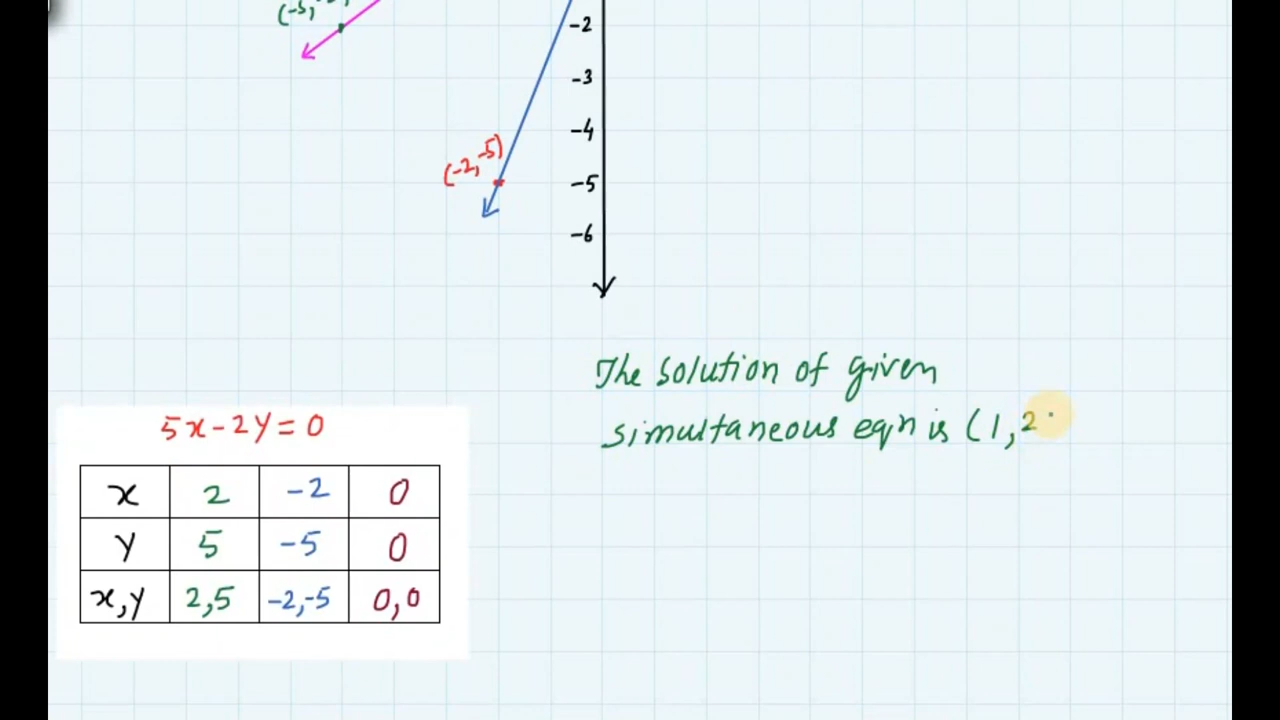 (-5,
-2
-3
-4
(-2,-5)
-5
-6
The solution of given
simultaneous eqn is (1,2.
5x-2y=0
x 2 -2 0
y 5 -5 0
x,y 2,5 -2,-5 0,0